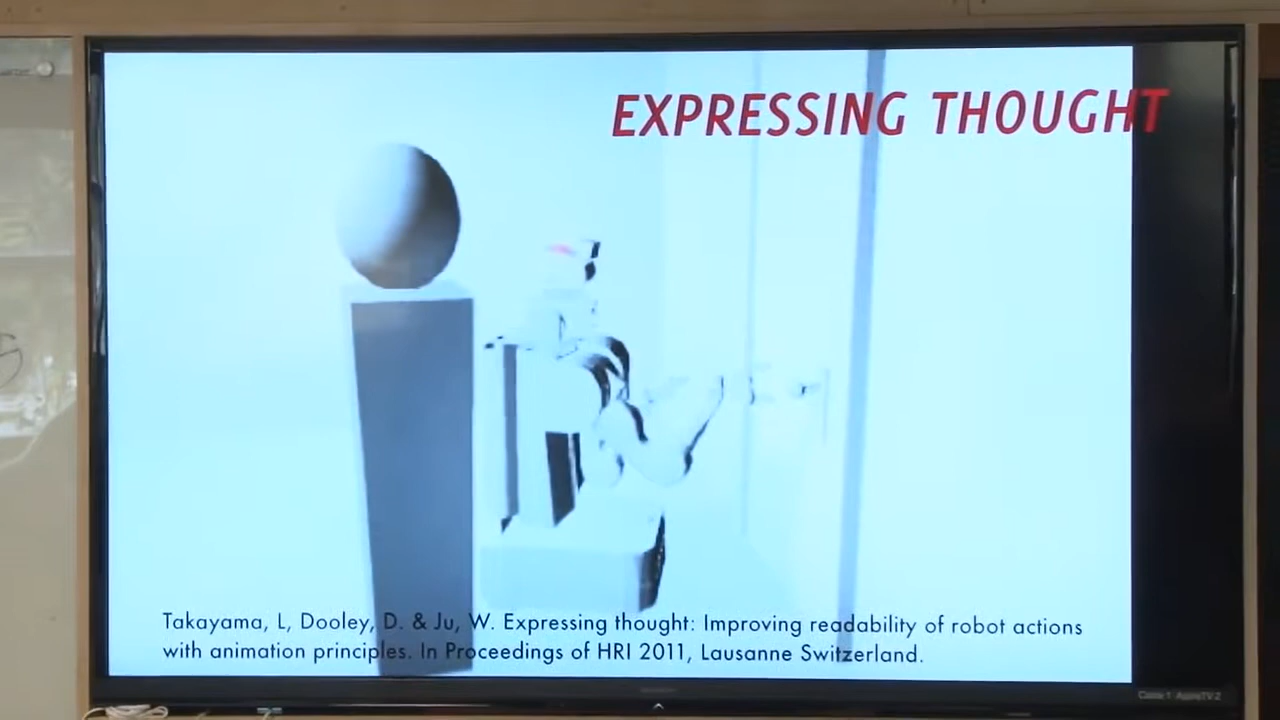 EXPRESSING THOUGHT
Takayama, L, Dooley, D. & Ju, W. Expressing thought: Improving readability of robot actions
with animation principles. In Proceedings of HRI 2011, Lausanne Switzerland.